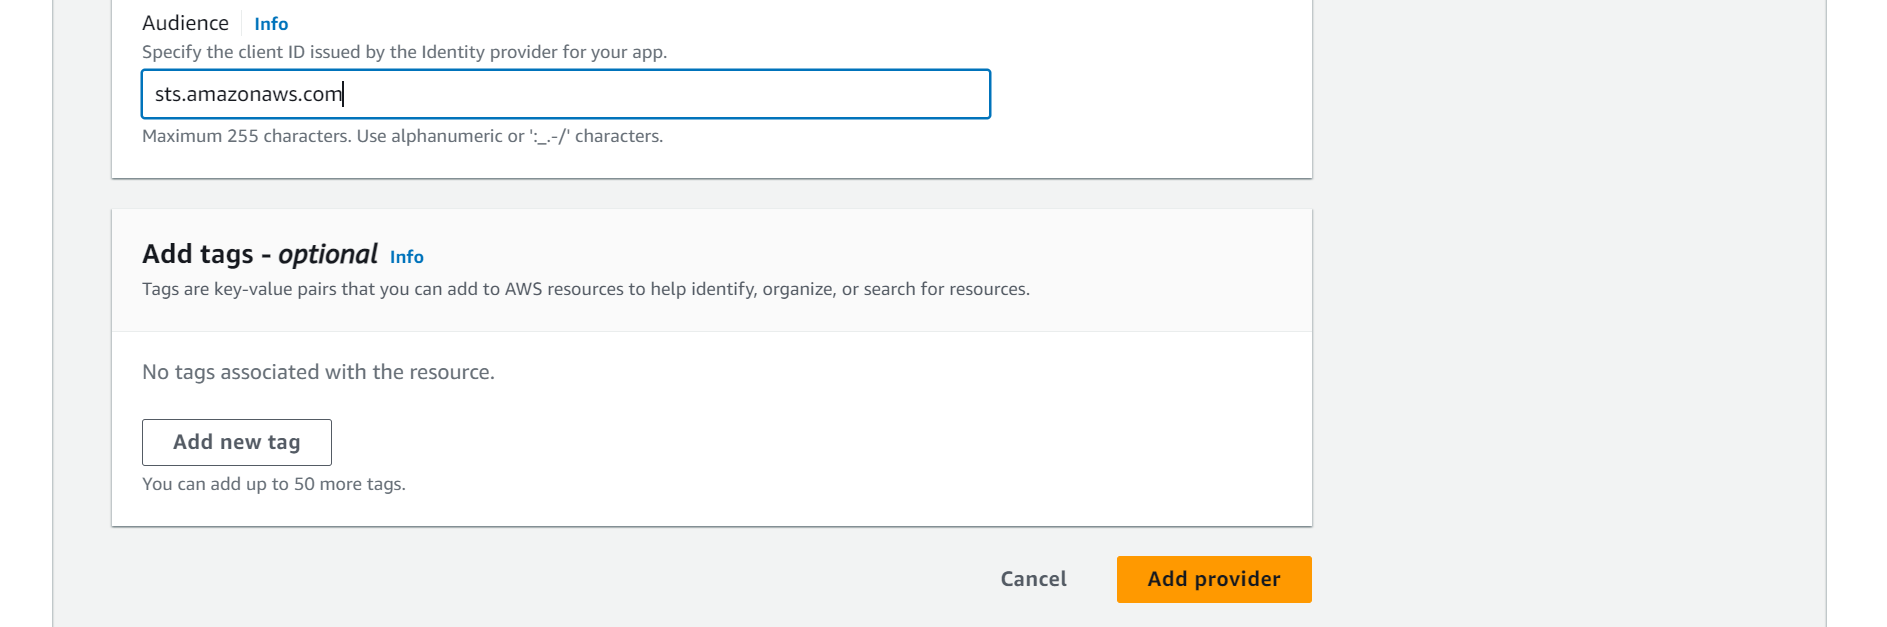 Audience Info
Specify the client ID issued by the Identity provider for your app.
sts.amazonaws.com
Maximum 255 characters. Use alphanumeric or ':_.-/' characters.
Add tags - optional Info
Tags are key-value pairs that you can add to AWS resources to help identify, organize, or search for resources.
No tags associated with the resource.
Add new tag
You can add up to 50 more tags.
Cancel Add provider